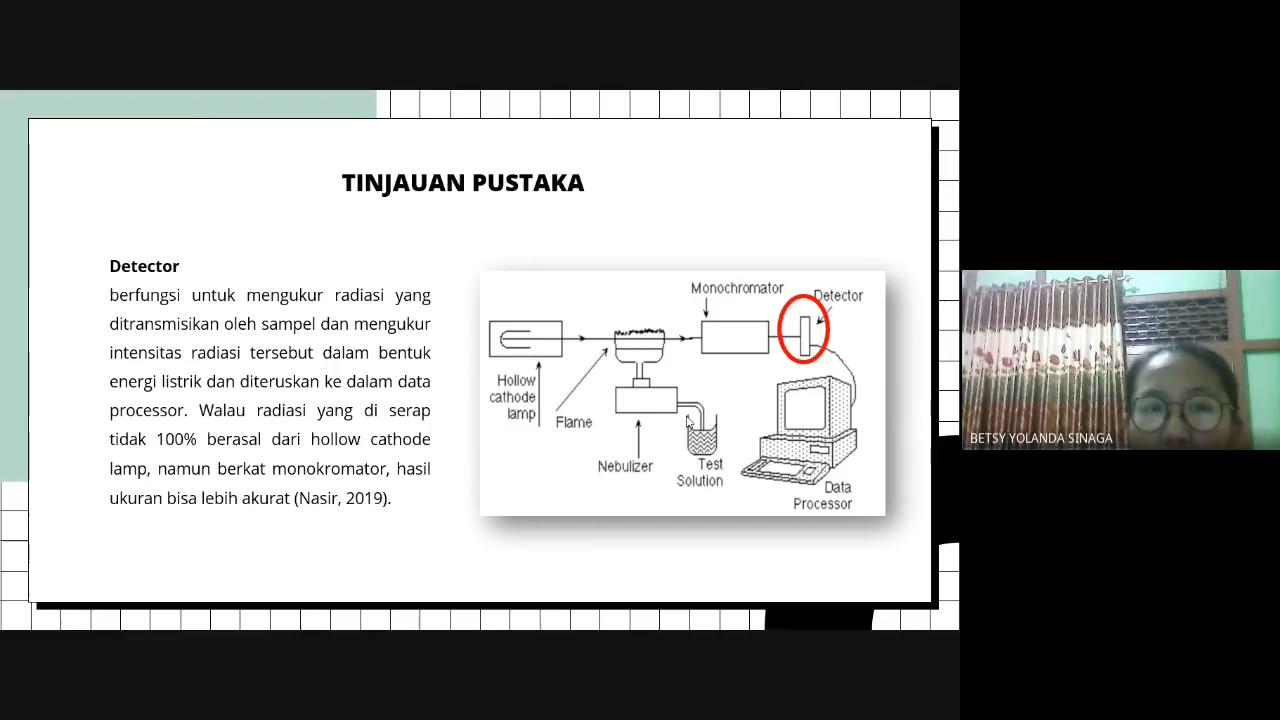 TINJAUAN PUSTAKA
Detector
berfungsi untuk mengukur radiasi yang
ditransmisikan oleh sampel dan mengukur
intensitas radiasi tersebut dalam bentuk
energi listrik dan diteruskan ke dalam data
processor. Walau radiasi yang di serap
tidak 100% berasal dari hollow cathode
lamp, namun berkat monokromator, hasil
ukuran bisa lebih akurat (Nasir, 2019).
Monochromator
Detector
Hollow
cathode
lamp
Flame
Nebulizer
Test
Solution
Data
Processor
BETSY YOLANDA SINAGA